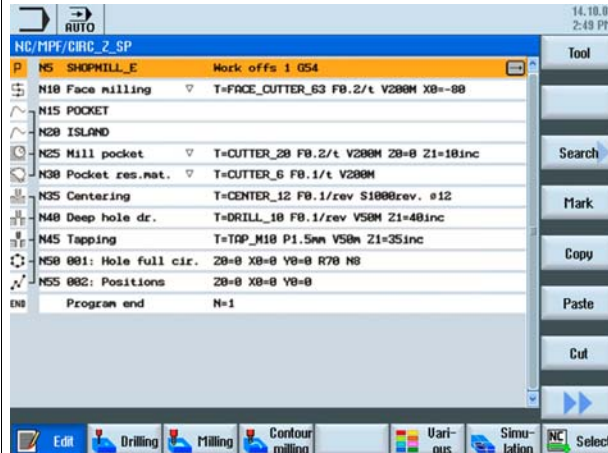 AUTO
14.10.0
2:49 PM
NC/MPF/CIRC_Z_SP
P N5 SHOPMILL_E Work offs 1 G54
N10 Face milling ▽ T=FACE_CUTTER_63 F0.2/t V200M X0=-80
N15 POCKET
N20 ISLAND
N25 Mill pocket ▽ T=CUTTER_20 F0.2/t V200M Z0=0 Z1=10inc
N30 Pocket res.mat. ▽ T=CUTTER_6 F0.1/t V200M
N35 Centering T=CENTER_12 F0.1/rev S1000rev. ø12
N40 Deep hole dr. T=DRILL_10 F0.1/rev V50M Z1=40inc
N45 Tapping T=TAP_M10 P1.5mm V50m Z1=35inc
N50 001: Hole full cir. Z0=0 X0=0 Y0=0 R70 N8
N55 002: Positions Z0=0 X0=0 Y0=0
END Program end N=1
Tool
Search
Mark
Copy
Paste
Cut
Edit
Drilling
Milling
Contour
milling
Vari-
ous
Simu-
lation
NC Select